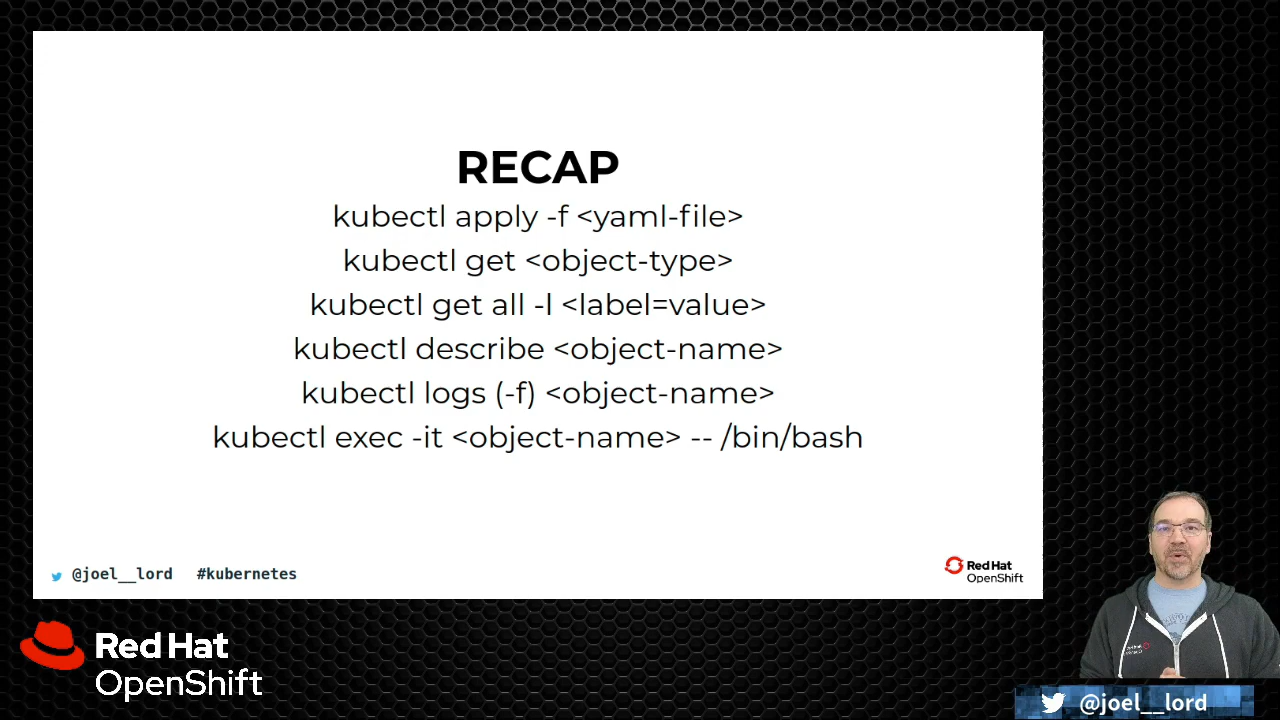 RECAP
kubectl apply -f <yaml-file>
kubectl get <object-type>
kubectl get all -l <label=value>
kubectl describe <object-name>
kubectl logs (-f) <object-name>
kubectl exec -it <object-name> -- /bin/bash
@joel__lord #kubernetes
Red Hat
OpenShift
Red Hat
OpenShift
@joel__lord